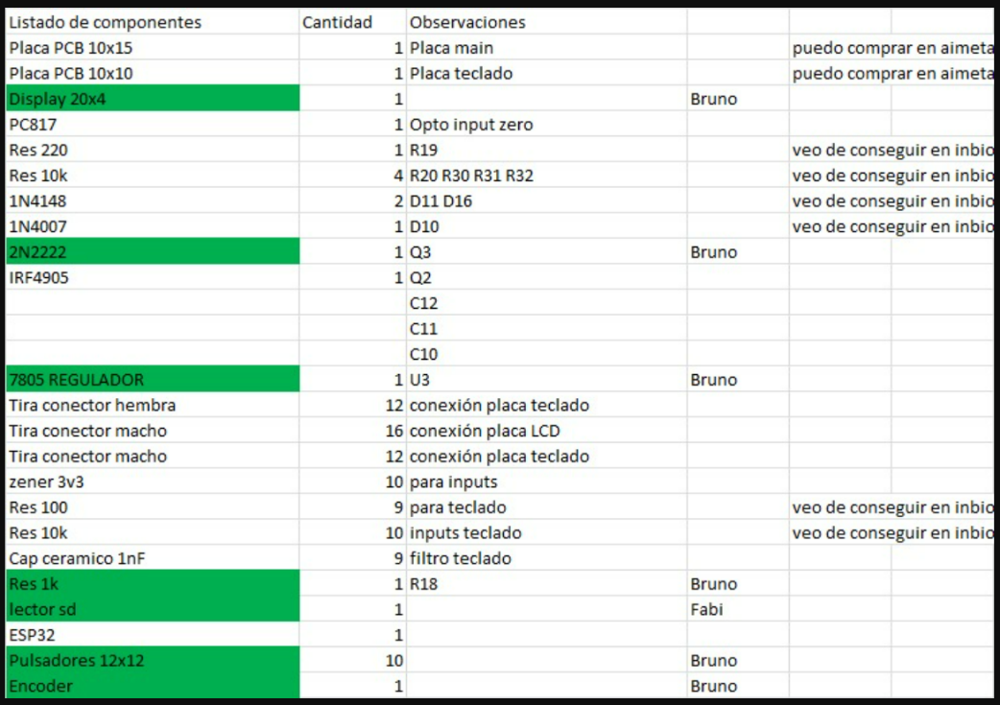 Listado de componentes Cantidad Observaciones
Placa PCB 10x15 1 Placa main puedo comprar en aimeta
Placa PCB 10x10 1 Placa teclado puedo comprar en aimeta
Display 20x4 1 Bruno
PC817 1 Opto input zero
Res 220 1 R19 veo de conseguir en inbio
Res 10k 4 R20 R30 R31 R32 veo de conseguir en inbio
1N4148 2 D11 D16 veo de conseguir en inbio
1N4007 1 D10 veo de conseguir en inbio
2N2222 1 Q3 Bruno
IRF4905 1 Q2
C12
C11
C10
7805 REGULADOR 1 U3 Bruno
Tira conector hembra 12 conexión placa teclado
Tira conector macho 16 conexión placa LCD
Tira conector macho 12 conexión placa teclado
zener 3v3 10 para inputs
Res 100 9 para teclado veo de conseguir en inbio
Res 10k 10 inputs teclado veo de conseguir en inbio
Cap ceramico 1nF 9 filtro teclado
Res 1k 1 R18 Bruno
lector sd 1 Fabi
ESP32 1
Pulsadores 12x12 10 Bruno
Encoder 1 Bruno